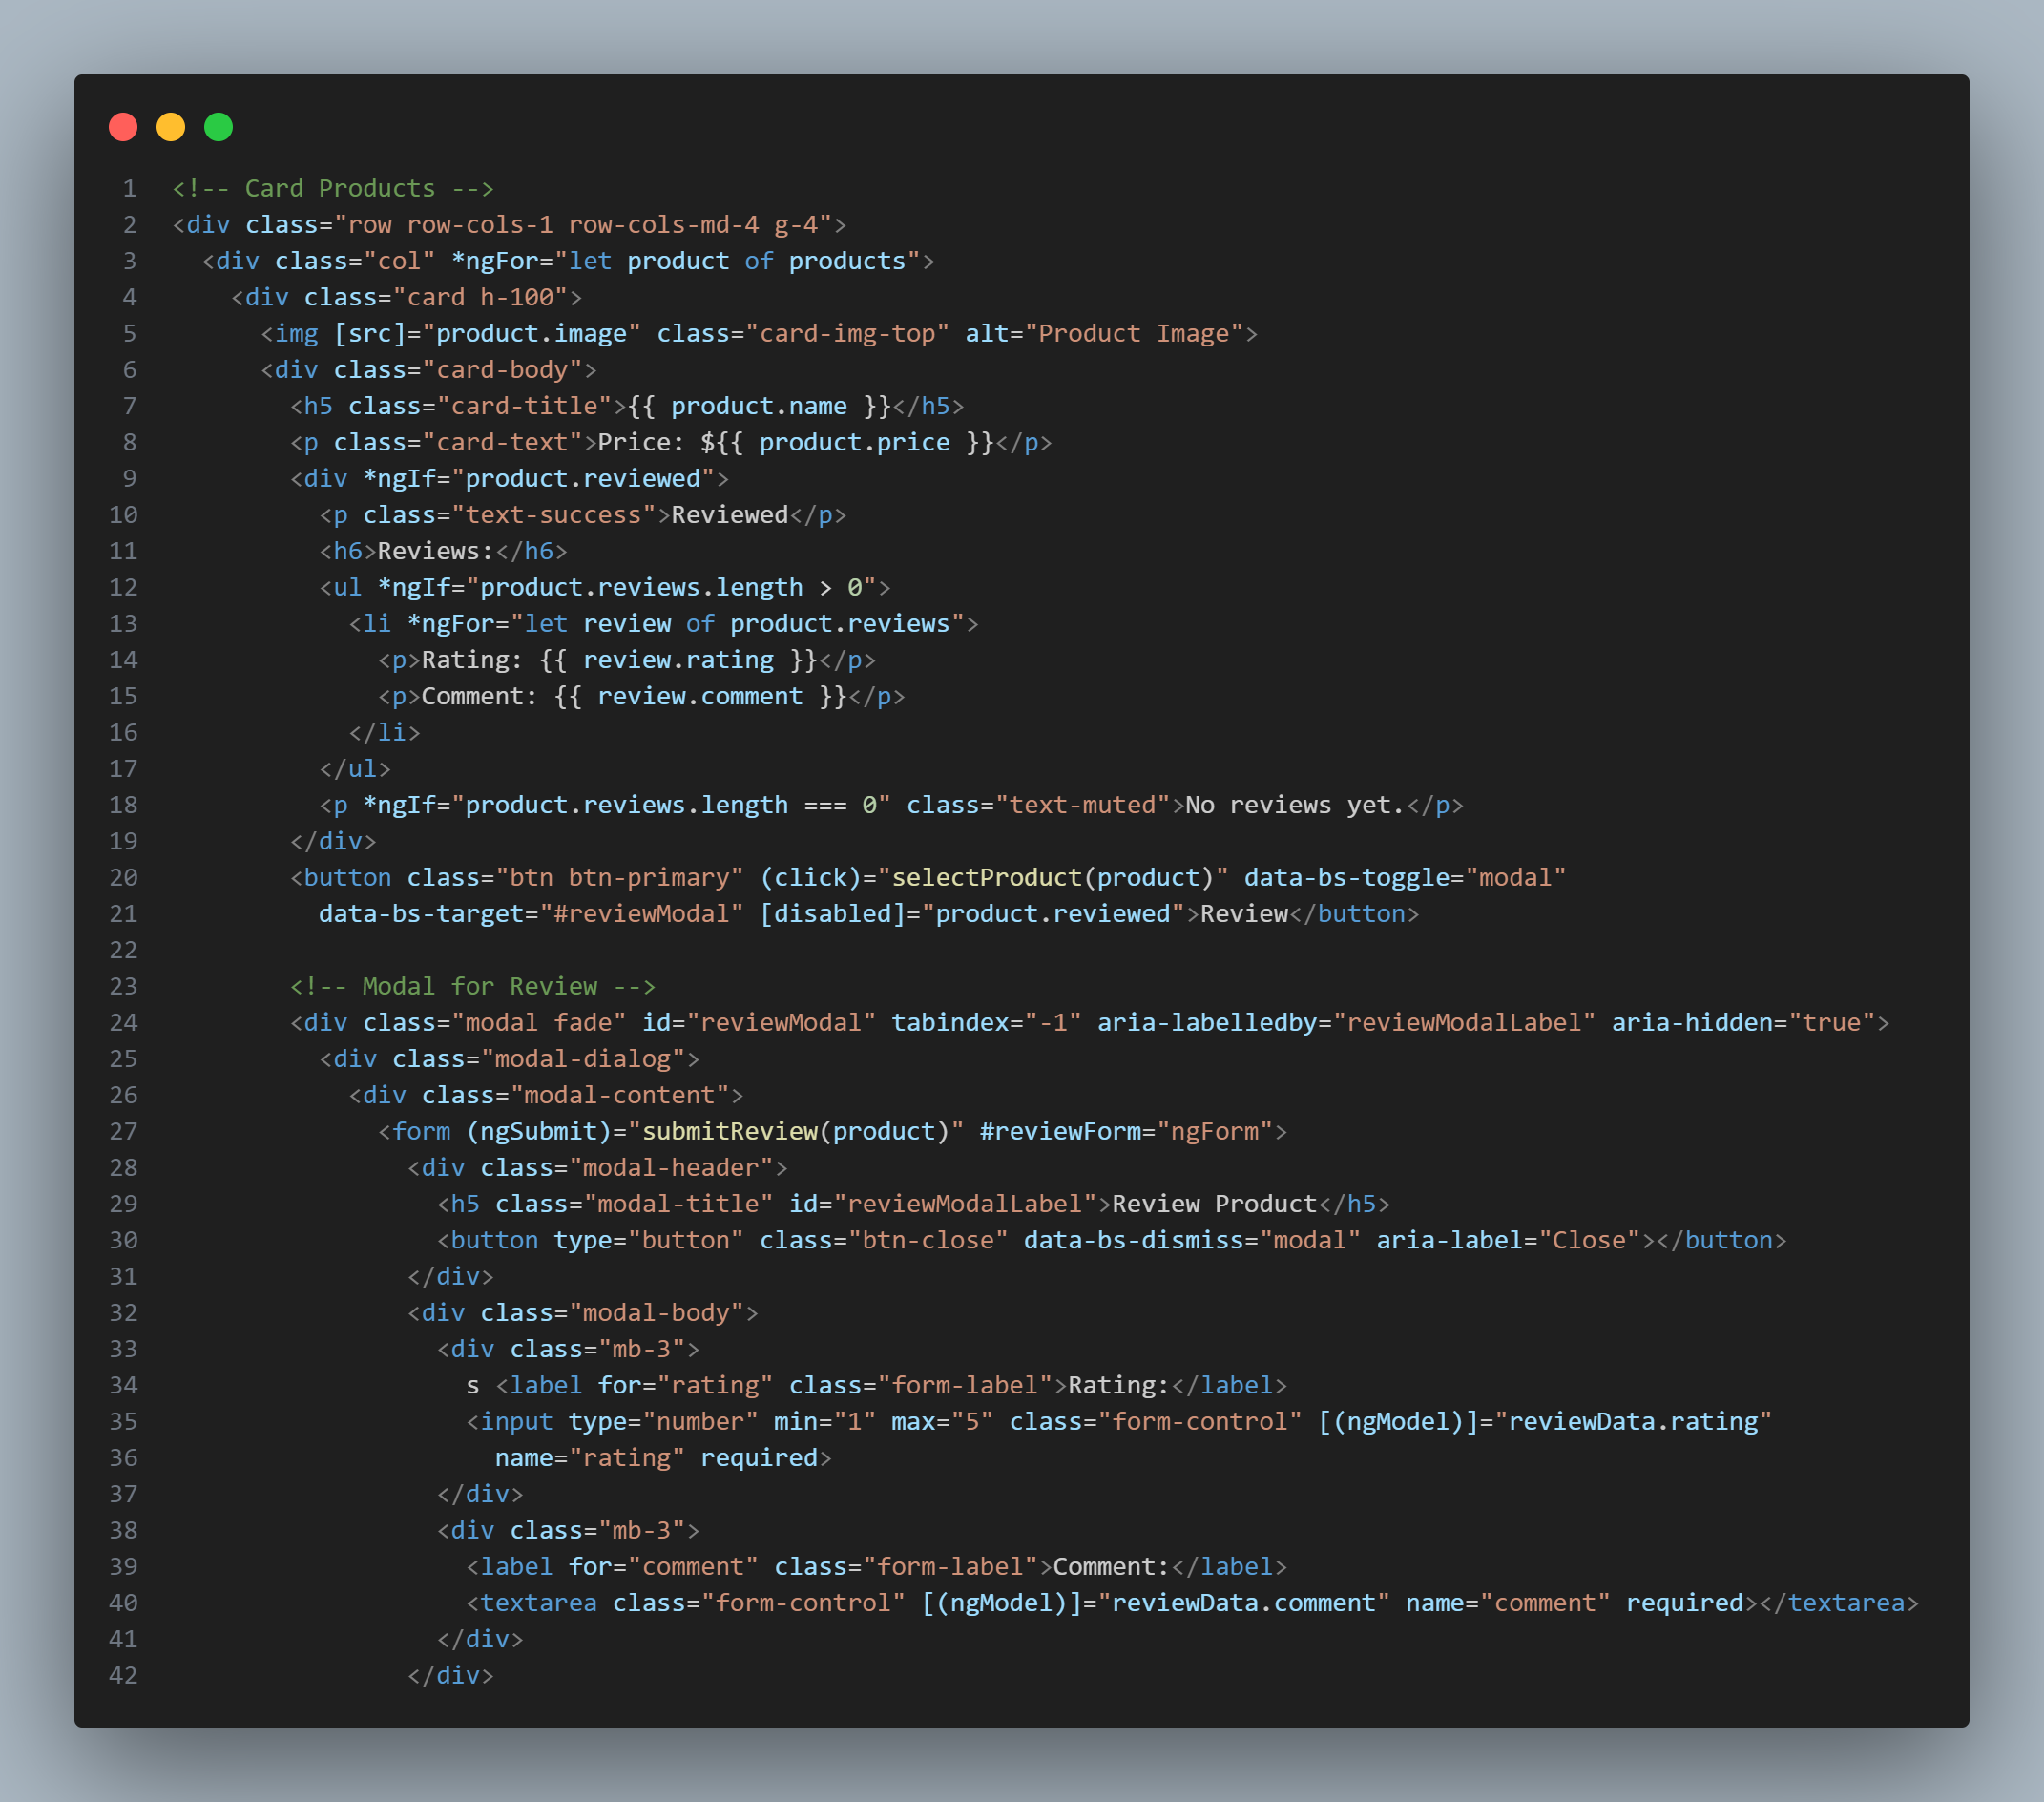 1 <!-- Card Products -->
2 <div class="row row-cols-1 row-cols-md-4 g-4">
3   <div class="col" *ngFor="let product of products">
4     <div class="card h-100">
5       <img [src]="product.image" class="card-img-top" alt="Product Image">
6       <div class="card-body">
7         <h5 class="card-title">{{ product.name }}</h5>
8         <p class="card-text">Price: ${{ product.price }}</p>
9         <div *ngIf="product.reviewed">
10           <p class="text-success">Reviewed</p>
11           <h6>Reviews:</h6>
12           <ul *ngIf="product.reviews.length > 0">
13             <li *ngFor="let review of product.reviews">
14               <p>Rating: {{ review.rating }}</p>
15               <p>Comment: {{ review.comment }}</p>
16             </li>
17           </ul>
18           <p *ngIf="product.reviews.length === 0" class="text-muted">No reviews yet.</p>
19         </div>
20         <button class="btn btn-primary" (click)="selectProduct(product)" data-bs-toggle="modal"
21           data-bs-target="#reviewModal" [disabled]="product.reviewed">Review</button>
22
23         <!-- Modal for Review -->
24         <div class="modal fade" id="reviewModal" tabindex="-1" aria-labelledby="reviewModalLabel" aria-hidden="true">
25           <div class="modal-dialog">
26             <div class="modal-content">
27               <form (ngSubmit)="submitReview(product)" #reviewForm="ngForm">
28                 <div class="modal-header">
29                   <h5 class="modal-title" id="reviewModalLabel">Review Product</h5>
30                   <button type="button" class="btn-close" data-bs-dismiss="modal" aria-label="Close"></button>
31                 </div>
32                 <div class="modal-body">
33                   <div class="mb-3">
34                     s <label for="rating" class="form-label">Rating:</label>
35                     <input type="number" min="1" max="5" class="form-control" [(ngModel)]="reviewData.rating"
36                       name="rating" required>
37                   </div>
38                   <div class="mb-3">
39                     <label for="comment" class="form-label">Comment:</label>
40                     <textarea class="form-control" [(ngModel)]="reviewData.comment" name="comment" required></textarea>
41                   </div>
42                 </div>